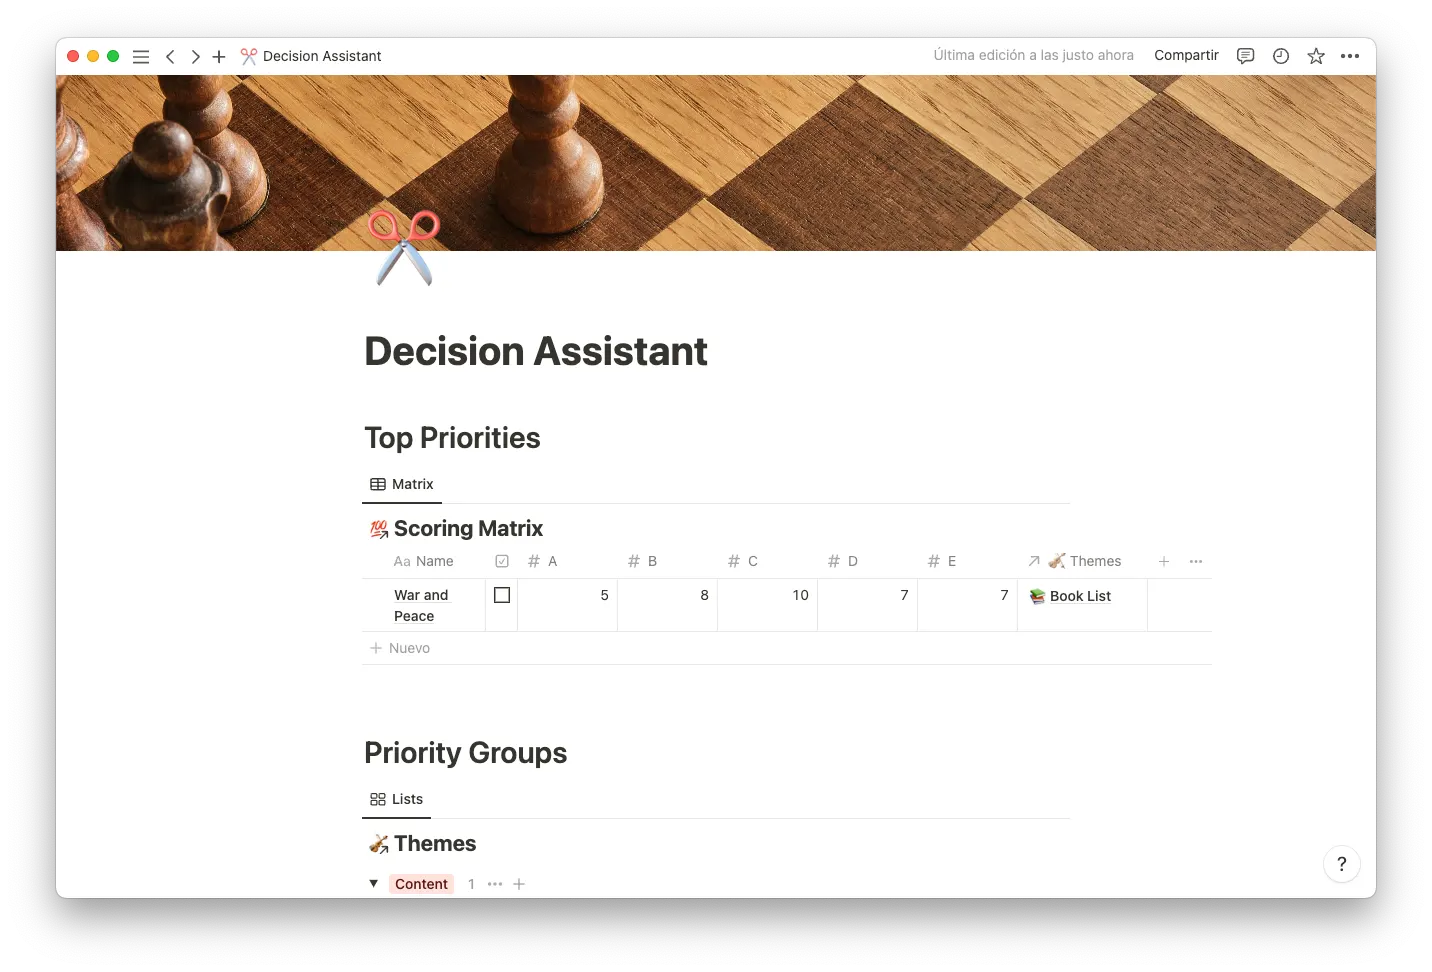 Decision Assistant
Última edición a las justo ahora
Compartir
Decision Assistant
Top Priorities
Matrix
Scoring Matrix
Aa Name # A # B # C # D # E Themes
War and 5 8 10 7 7 Book List
Peace
Nuevo
Priority Groups
Lists
Themes
Content 1
?